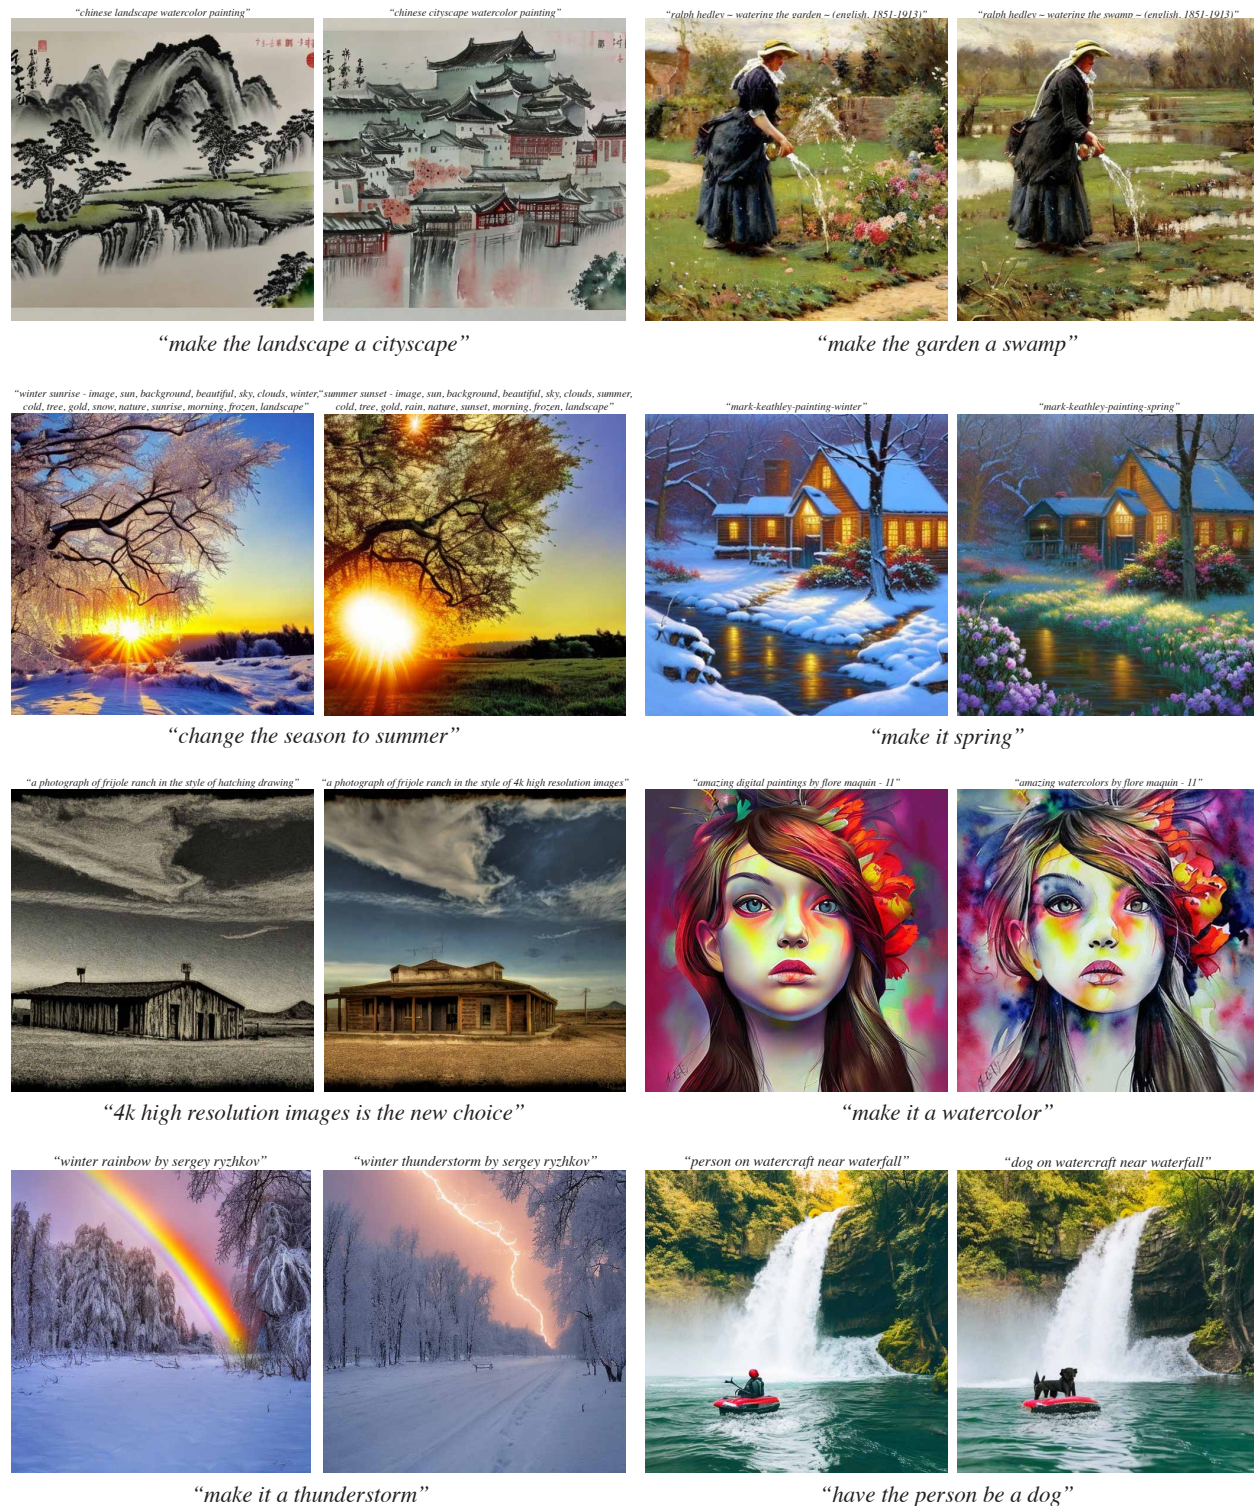 “chinese landscape watercolor painting”
“chinese cityscape watercolor painting”
“make the landscape a cityscape”
“ralph hedley ~ watering the garden ~ (english, 1851-1913)”
“ralph hedley ~ watering the swamp ~ (english, 1851-1913)”
“make the garden a swamp”
“winter sunrise - image, sun, background, beautiful, sky, clouds, winter,
cold, tree, gold, snow, nature, sunrise, morning, frozen, landscape”
“summer sunset - image, sun, background, beautiful, sky, clouds, summer,
cold, tree, gold, rain, nature, sunset, morning, frozen, landscape”
“change the season to summer”
“mark-keathley-painting-winter”
“mark-keathley-painting-spring”
“make it spring”
“a photograph of frijole ranch in the style of hatching drawing”
“a photograph of frijole ranch in the style of 4k high resolution images”
“4k high resolution images is the new choice”
“amazing digital paintings by flore maquin - 11”
“amazing watercolors by flore maquin - 11”
“make it a watercolor”
“winter rainbow by sergey ryzhkov”
“winter thunderstorm by sergey ryzhkov”
“make it a thunderstorm”
“person on watercraft near waterfall”
“dog on watercraft near waterfall”
“have the person be a dog”